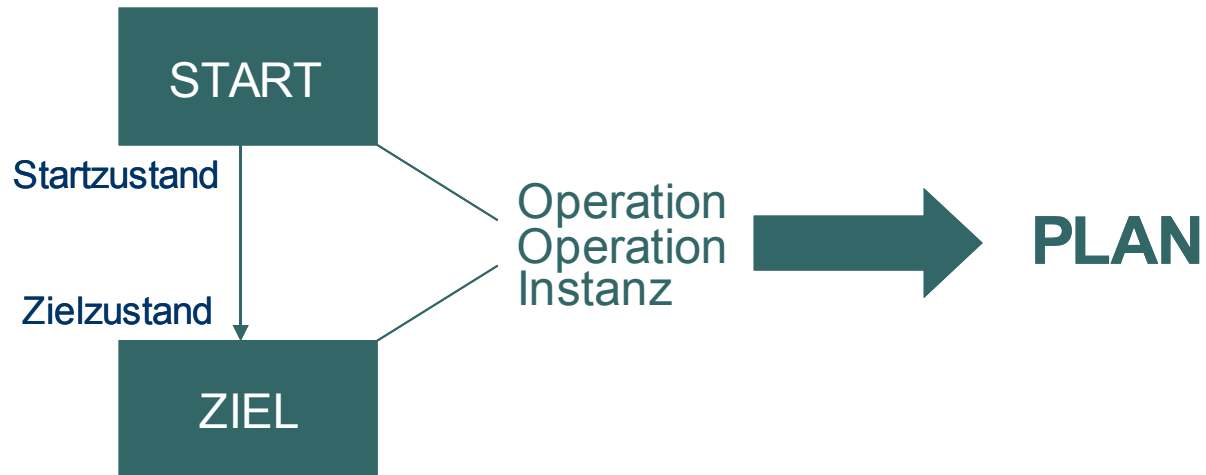 START
Startzustand
Operation
Operation
Instanz
PLAN
Zielzustand
ZIEL